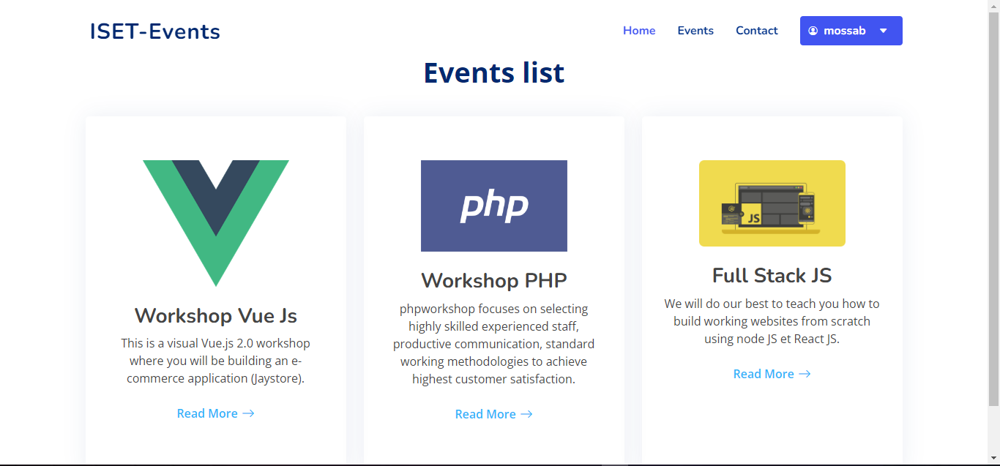 ISET-Events
Home
Events
Contact
mossab
Events list
Workshop Vue Js
This is a visual Vue.js 2.0 workshop
where you will be building an e-
commerce application (Jaystore).
Read More →
php
Workshop PHP
phpworkshop focuses on selecting
highly skilled experienced staff,
productive communication, standard
working methodologies to achieve
highest customer satisfaction.
Read More →
JS
Full Stack JS
We will do our best to teach you how to
build working websites from scratch
using node JS et React JS.
Read More →